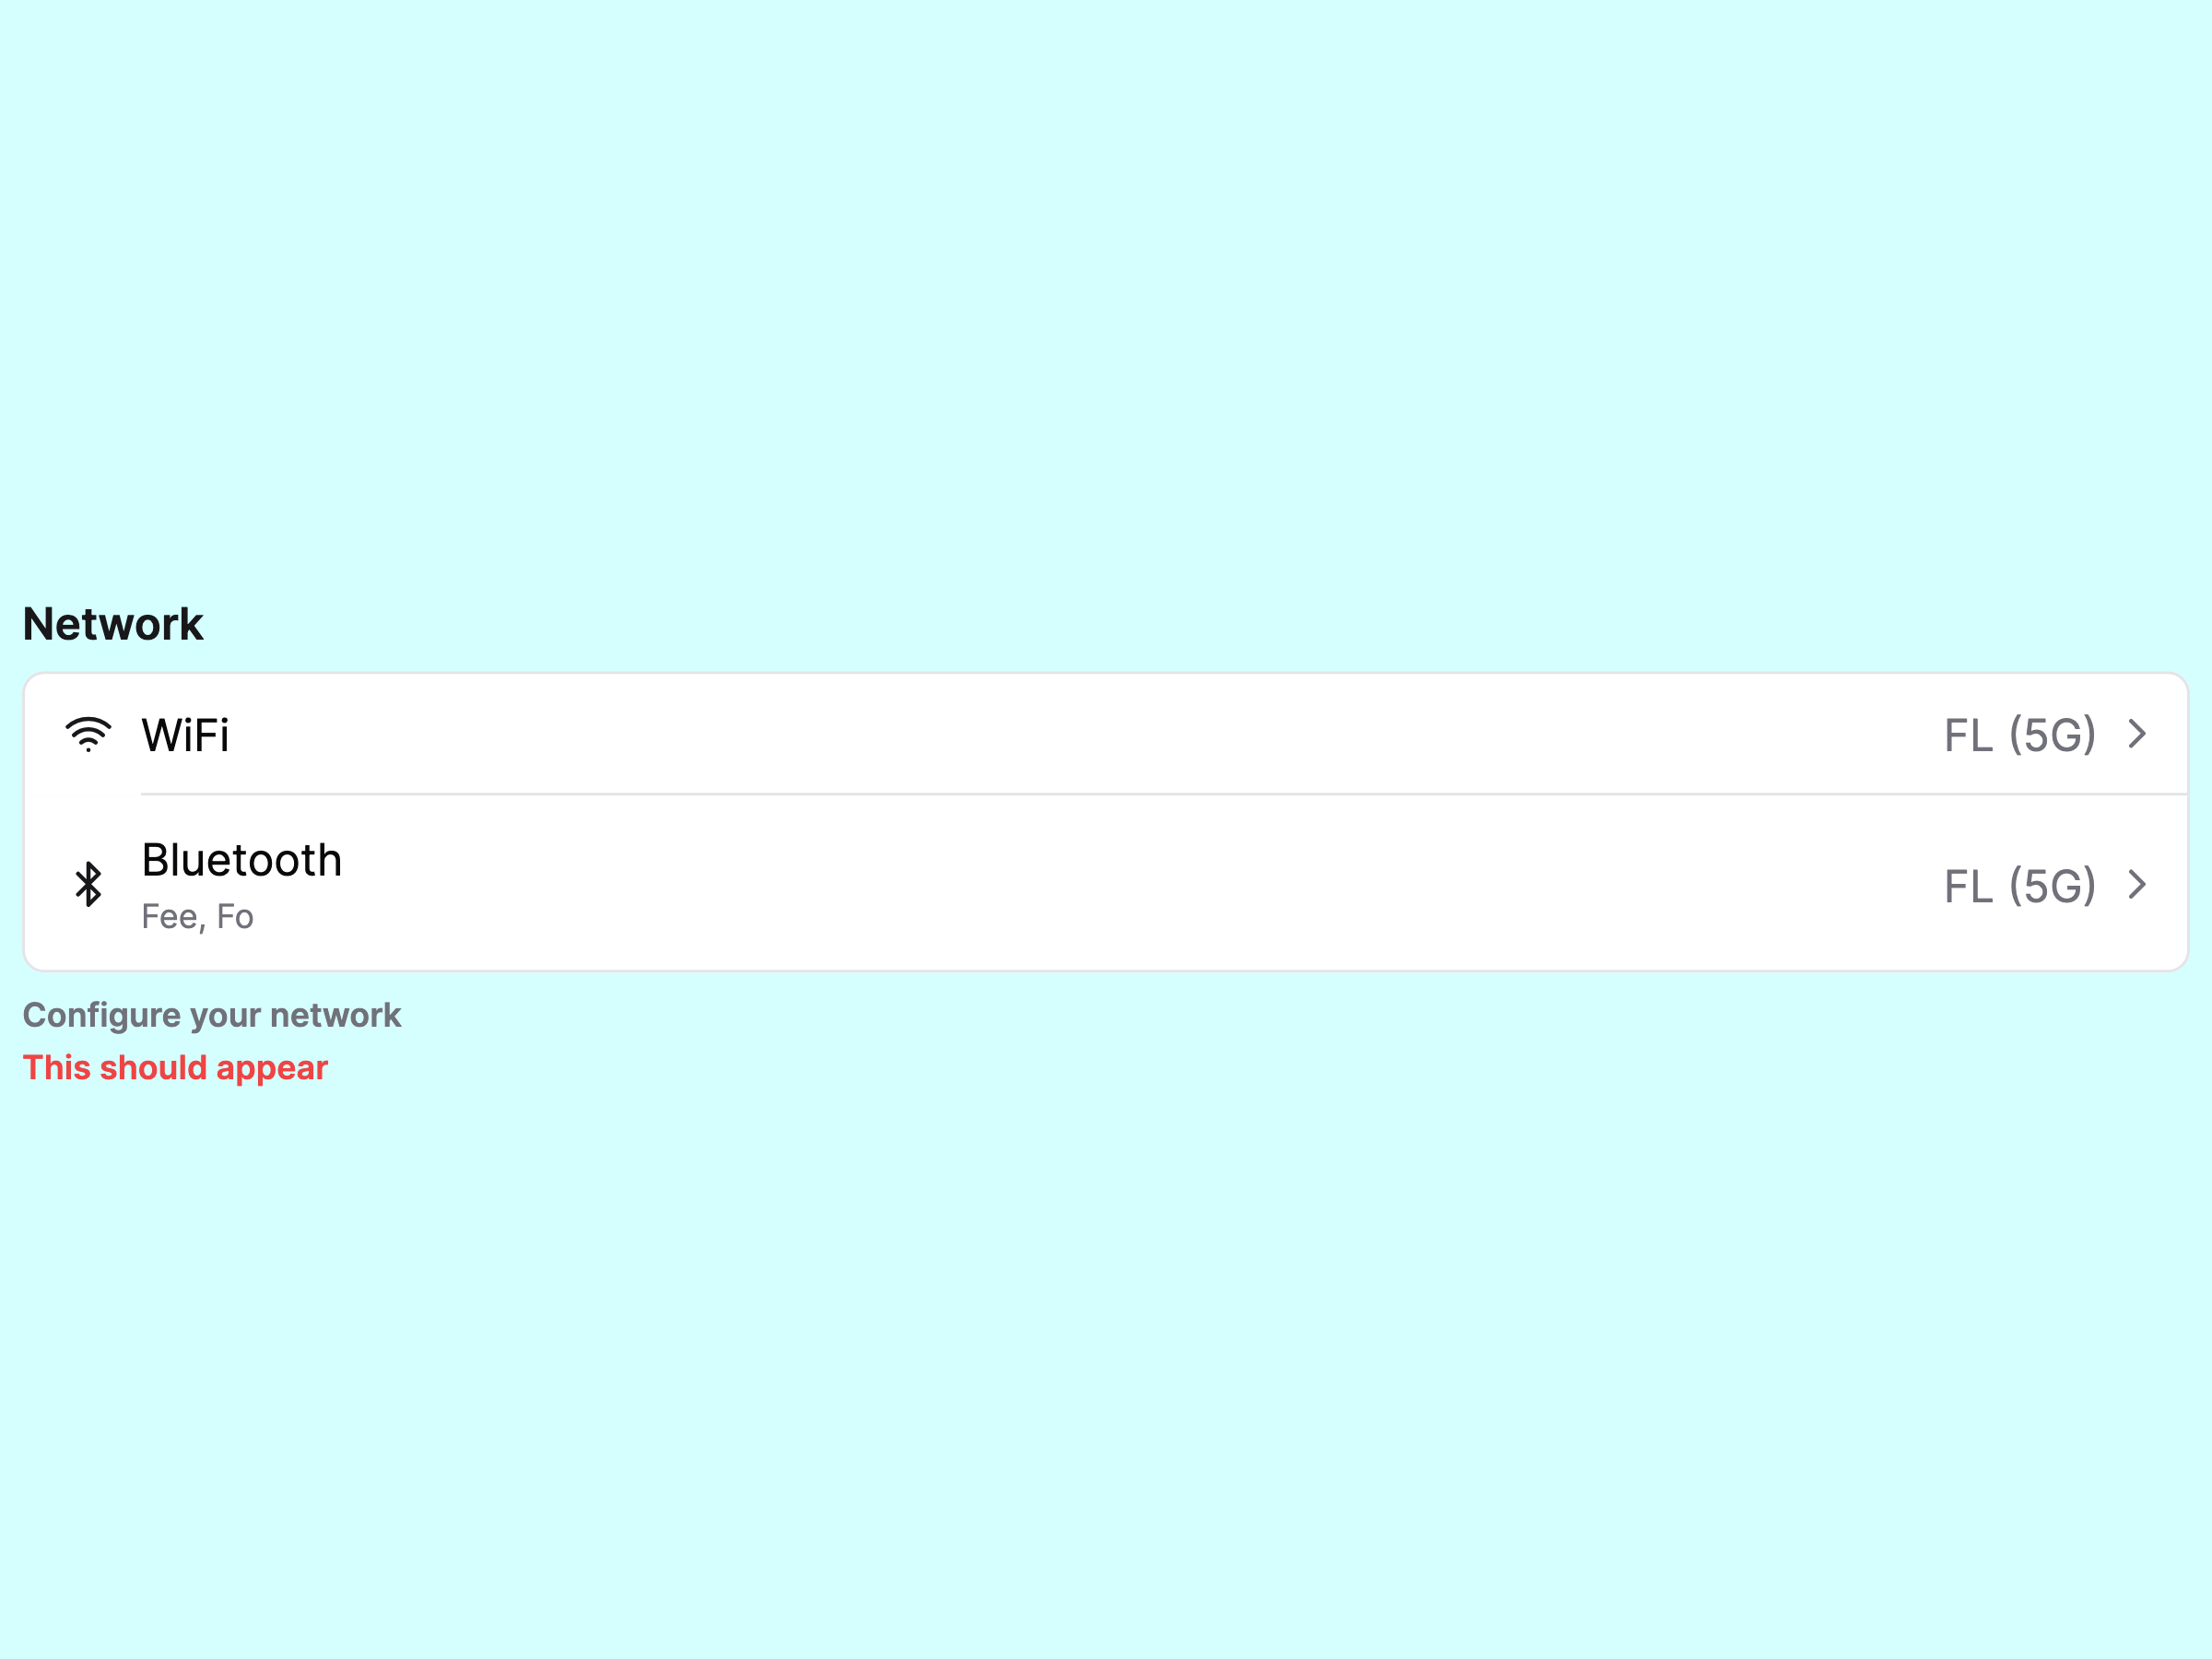 Network
WiFi FL (5G)
Bluetooth
Fee, Fo
FL (5G)
Configure your network
This should appear